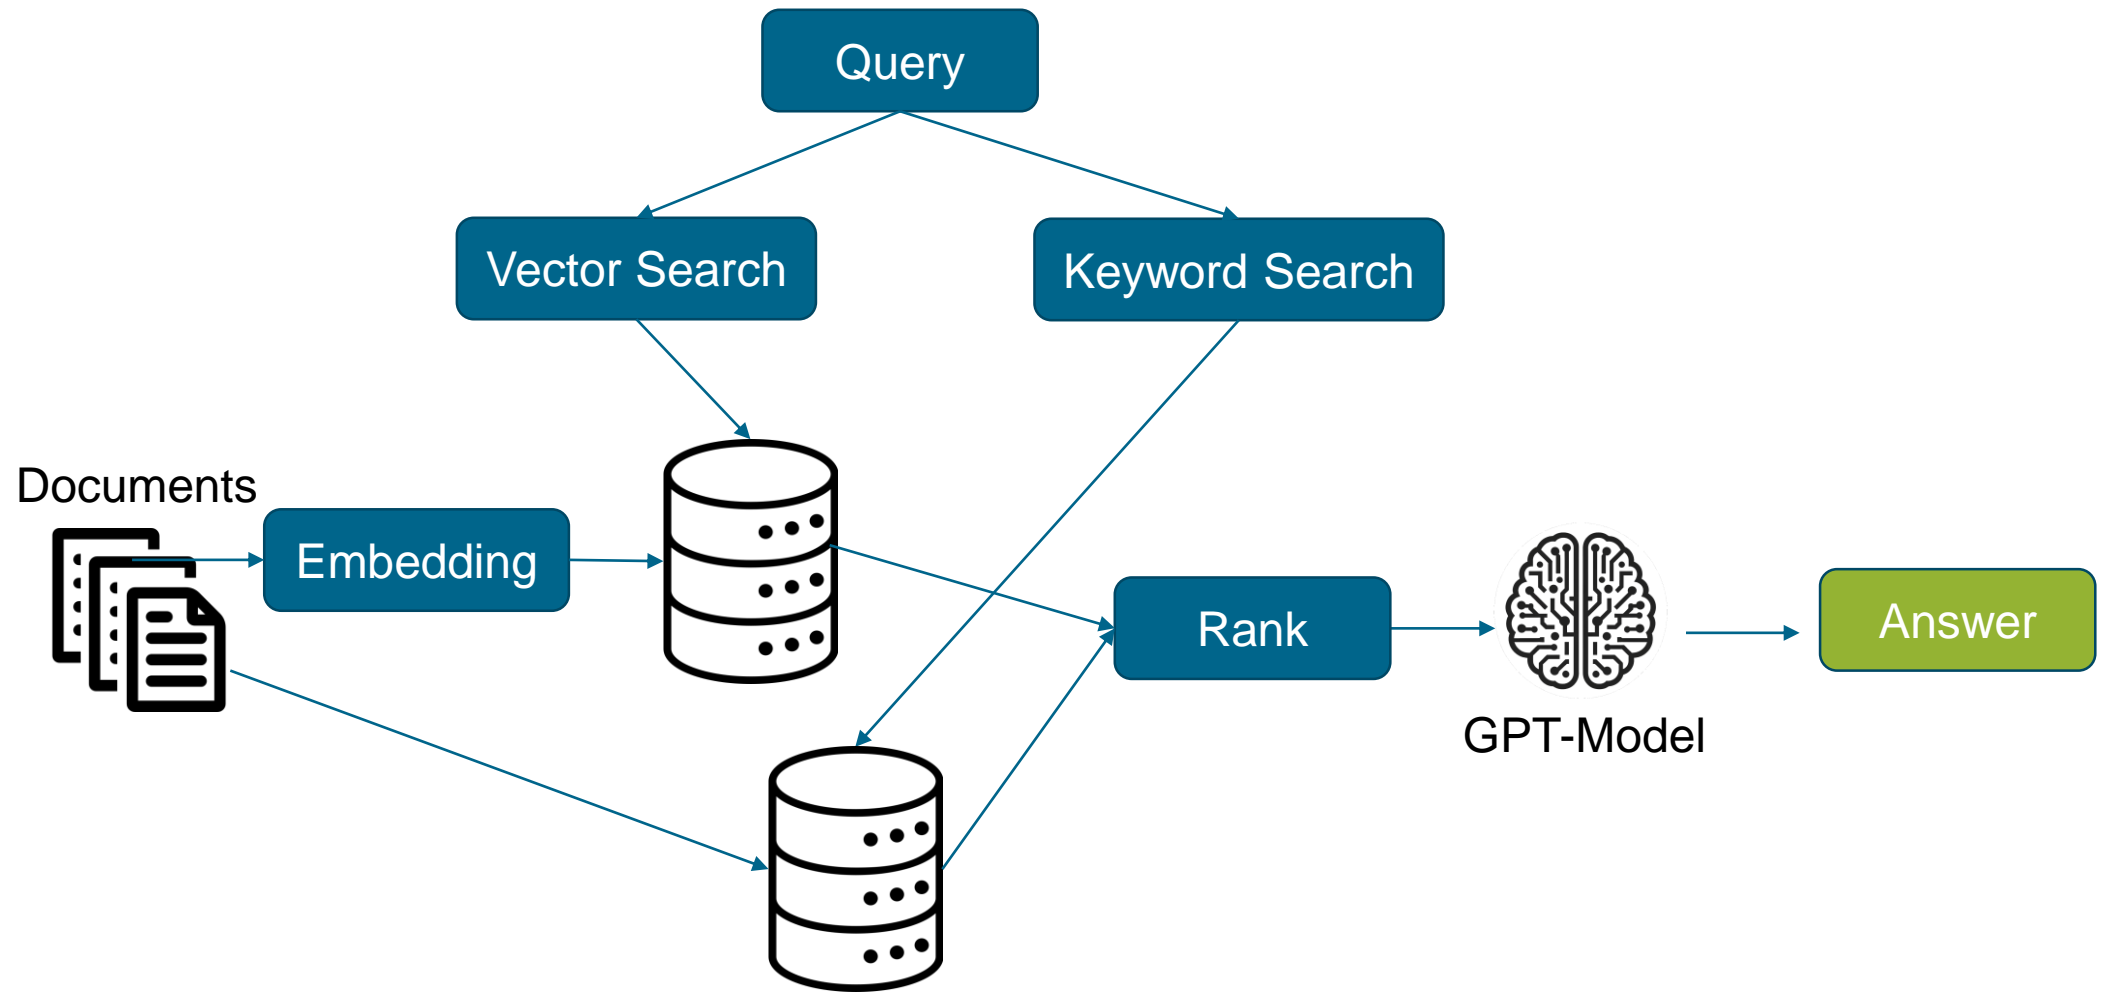 Query
Vector Search
Keyword Search
Documents
Embedding
Rank
Answer
GPT-Model